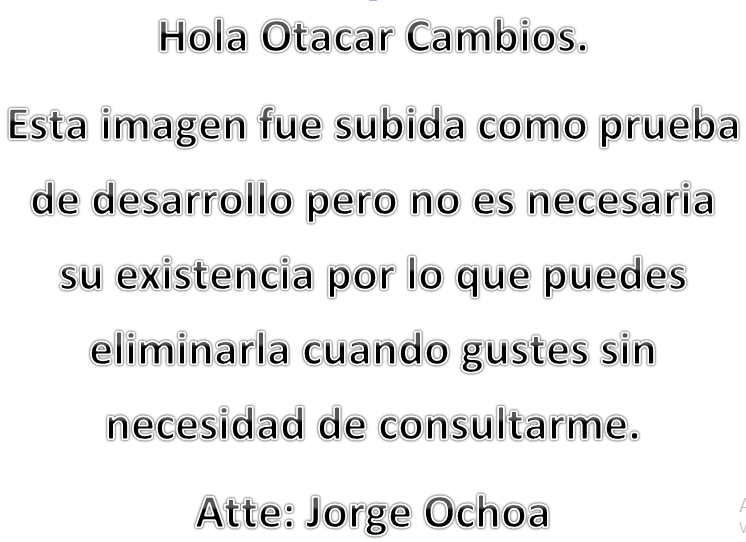 Hola Otacar Cambios.
Esta imagen fue subida como prueba
de desarrollo pero no es necesaria
su existencia por lo que puedes
eliminarla cuando gustes sin
necesidad de consultarme.
Atte: Jorge Ochoa